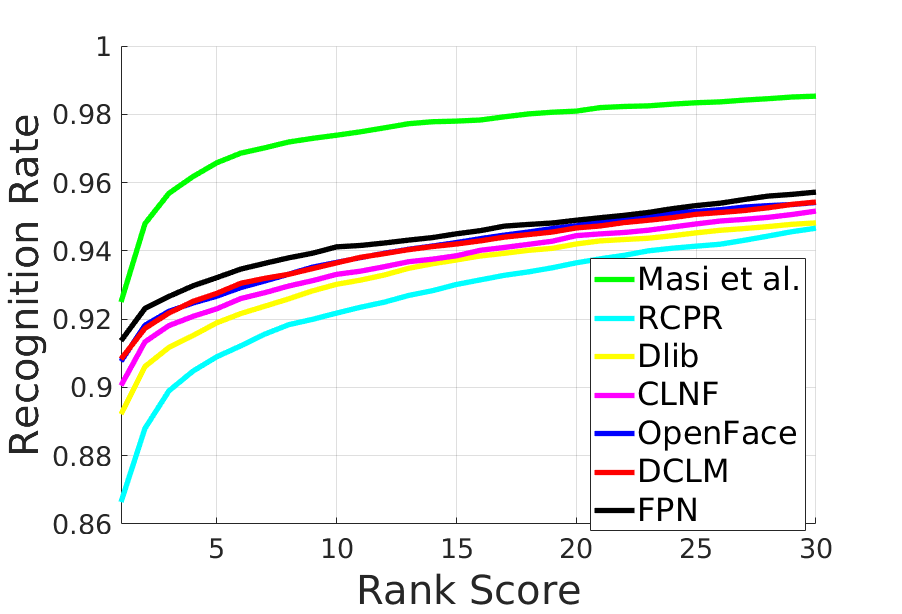 Recognition Rate
1
0.98
0.96
0.94
0.92
0.9
0.88
0.86
5 10 15 20 25 30
Rank Score
Masi et al.
RCPR
Dlib
CLNF
OpenFace
DCLM
FPN